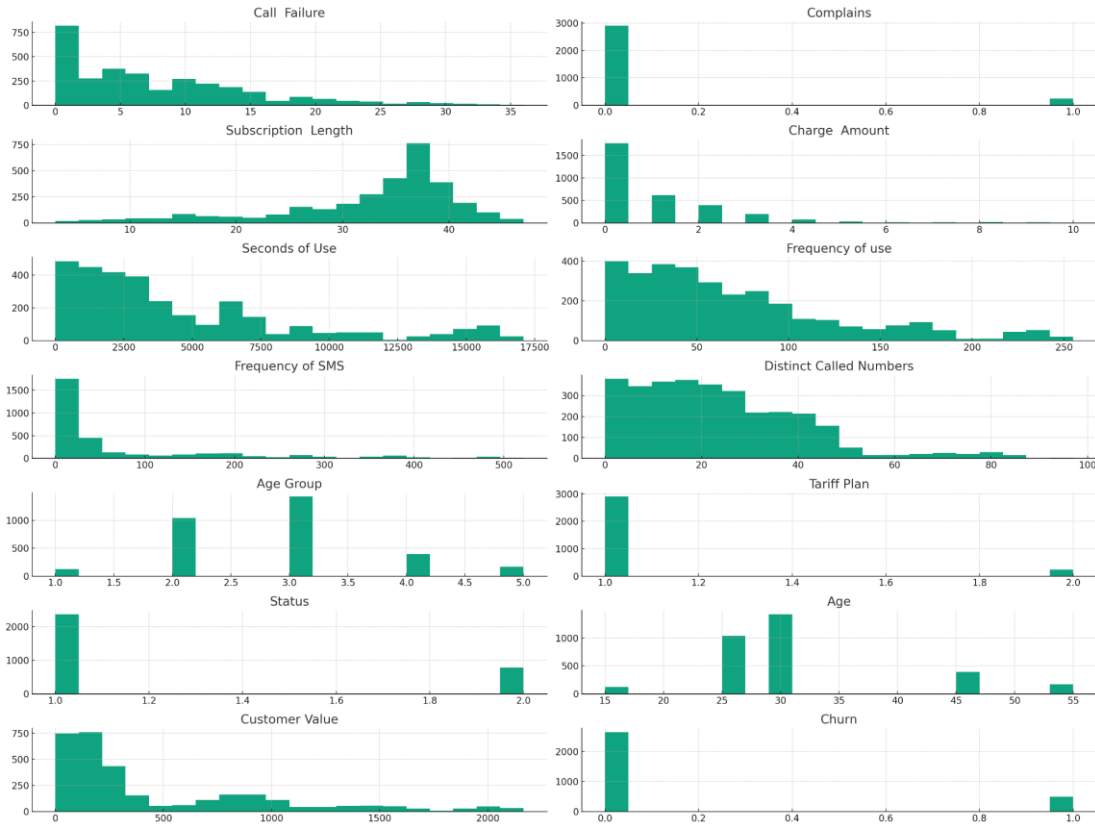 Call  Failure
750
500
250
0
0 5 10 15 20 25 30 35
Complains
3000
2000
1000
0
0.0 0.2 0.4 0.6 0.8 1.0
Subscription  Length
750
500
250
0
10 20 30 40
Charge  Amount
1500
1000
500
0
0 2 4 6 8 10
Seconds of Use
400
200
0
0 2500 5000 7500 10000 12500 15000 17500
Frequency of use
400
200
0
0 50 100 150 200 250
Frequency of SMS
1500
1000
500
0
0 100 200 300 400 500
Distinct Called Numbers
300
200
100
0
0 20 40 60 80 100
Age Group
1000
500
0
1.0 1.5 2.0 2.5 3.0 3.5 4.0 4.5 5.0
Tariff Plan
3000
2000
1000
0
1.0 1.2 1.4 1.6 1.8 2.0
Status
2000
1000
0
1.0 1.2 1.4 1.6 1.8 2.0
Age
1000
500
0
15 20 25 30 35 40 45 50 55
Customer Value
750
500
250
0
0 500 1000 1500 2000
Churn
2000
1000
0
0.0 0.2 0.4 0.6 0.8 1.0